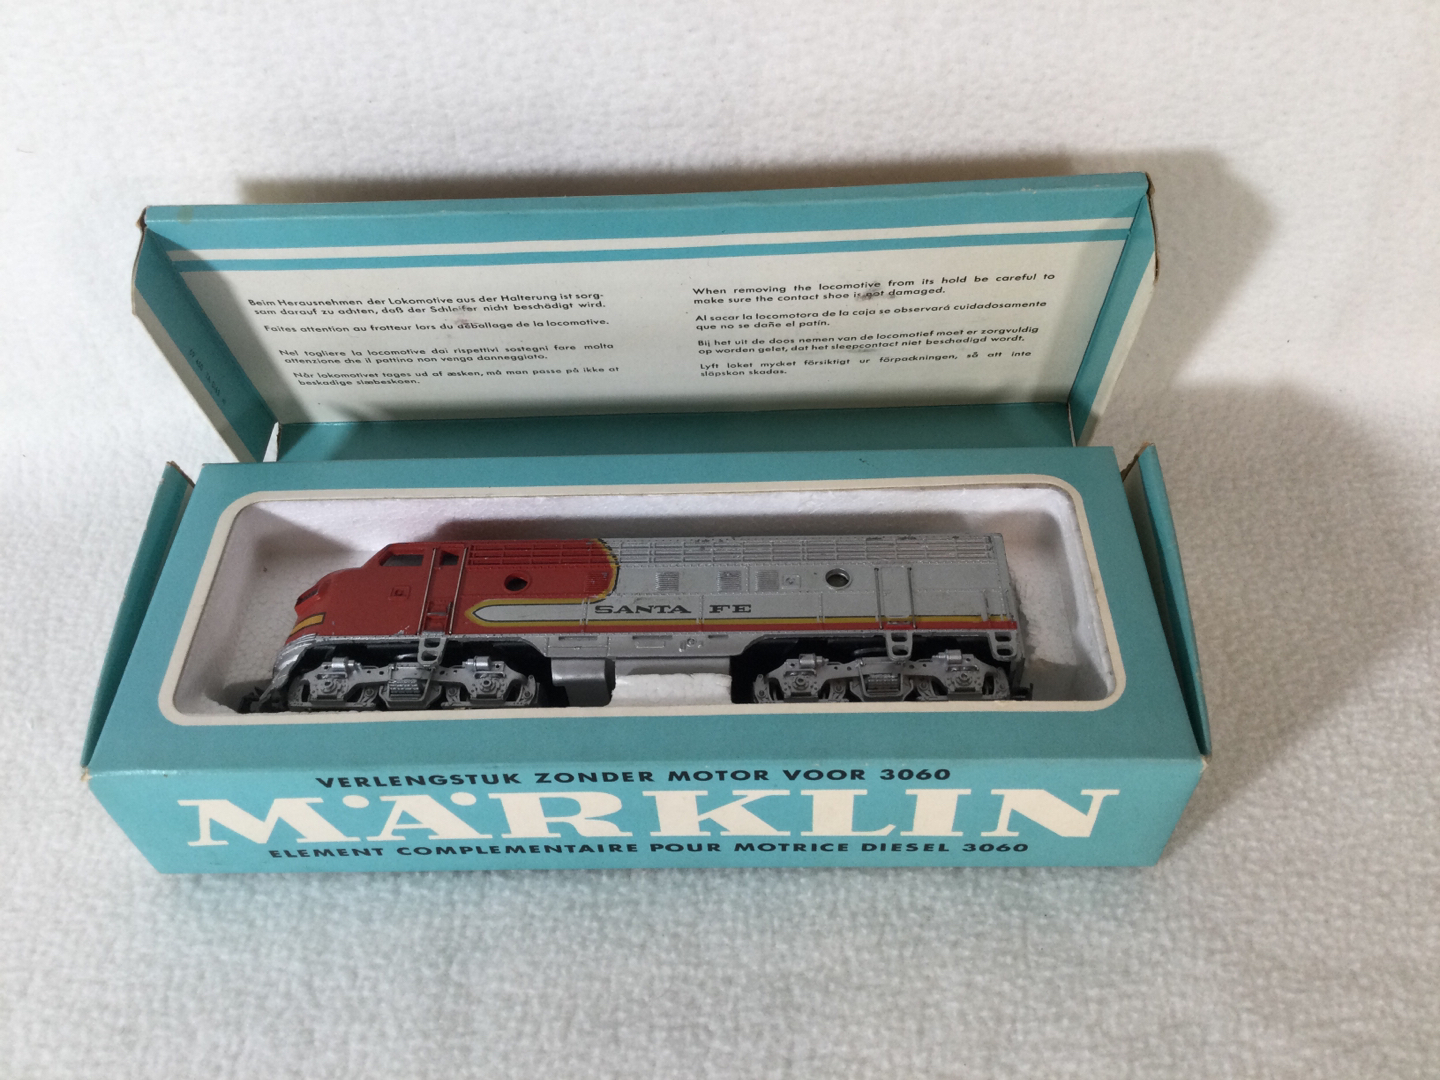 Beim Herausnehmen der Lokomotive aus der Halterung ist sorg-
sam darauf zu achten, daß der Schleifer nicht beschädigt wird.
Faites attention au frotteur lors du déballage de la locomotive.
Nel togliere la locomotive dai rispettivi sostegni fare molta
attenzione che il pattino non venga danneggiato.
Når lokomotivet tages ud af æsken, må man passe på ikke at
beskadige slæbeskoen.
When removing the locomotive from its hold be careful to
make sure the contact shoe is not damaged.
Al sacar la locomotora de la caja se observará cuidadosamente
que no se dañe el patín.
Bij het uit de doos nemen van de locomotief moet er zorgvuldig
op worden gelet, dat het sleepcontact niet beschadigd wordt.
Lyft loket mycket försiktigt ur förpackningen, så att inte
släpskon skadas.
SANTA FE
VERLENGSTUK ZONDER MOTOR VOOR 3060
MÄRKLIN
ELEMENT COMPLEMENTAIRE POUR MOTRICE DIESEL 3060